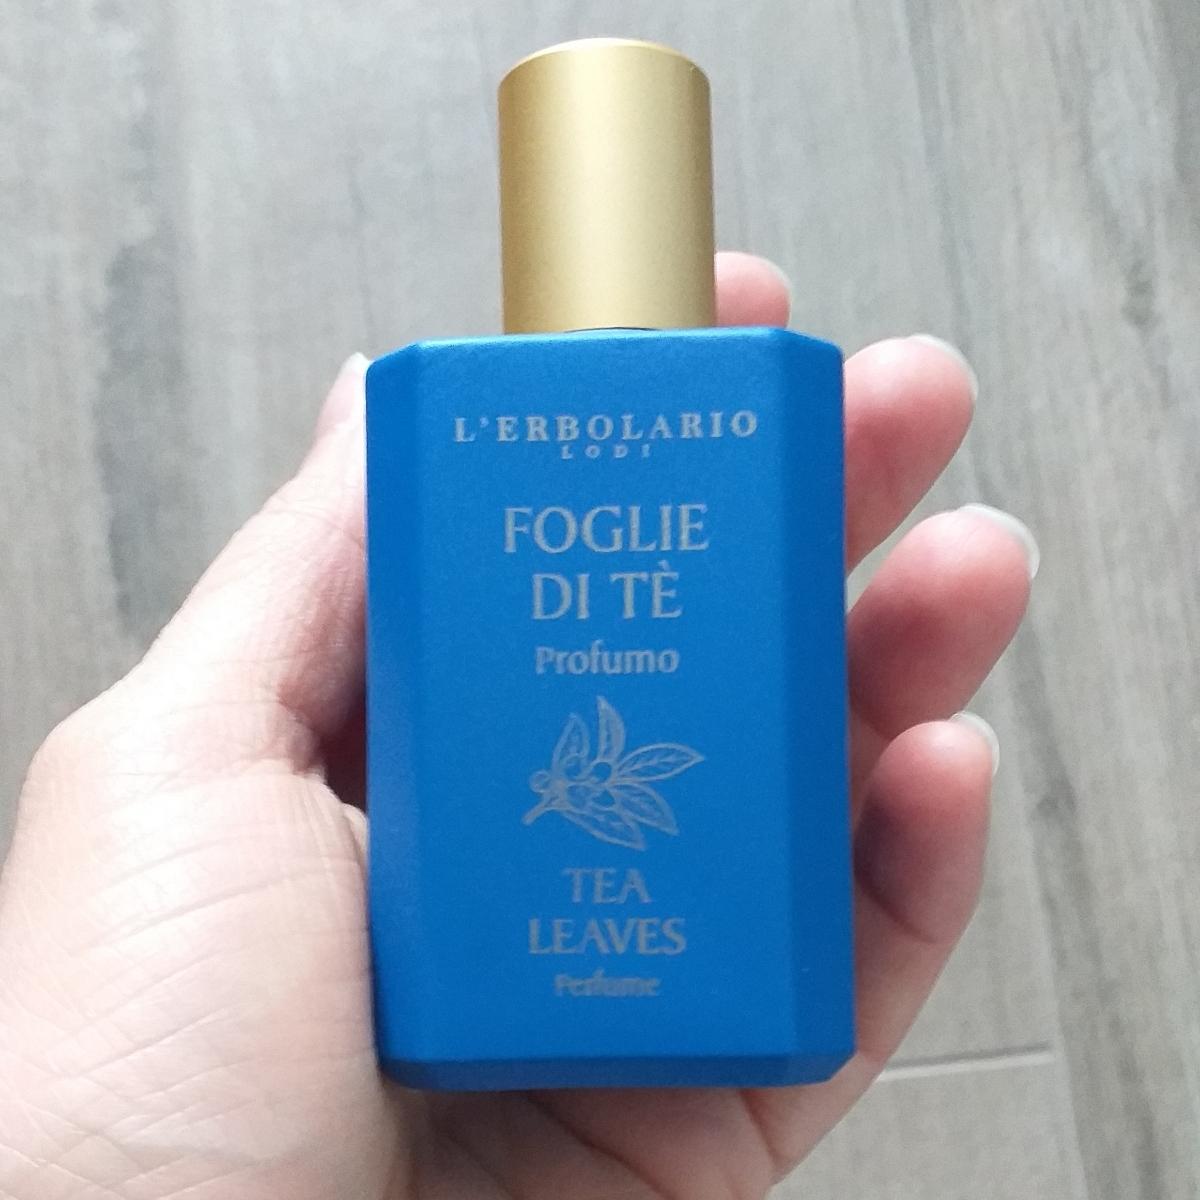 L'ERBOLARIO
LODI
FOGLIE
DI TÈ
Profumo
TEA
LEAVES
Perfume